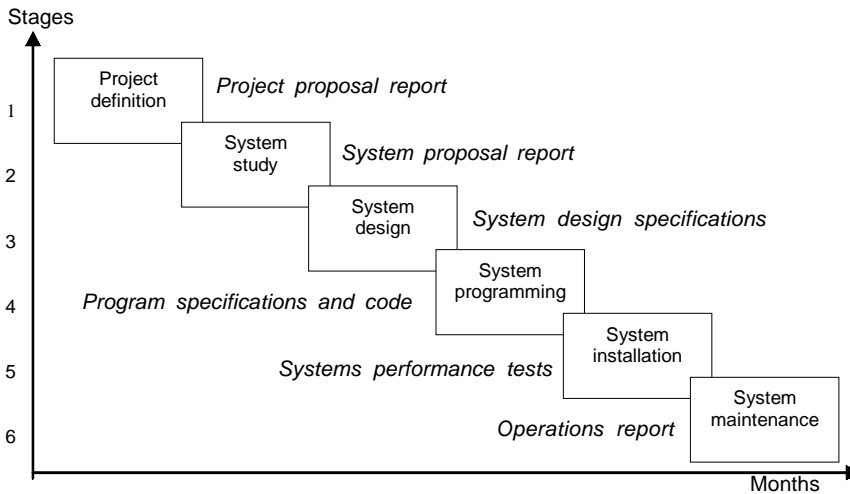 Stages
Project
definition
Project proposal report
1
System
study
System proposal report
2
System
design
System design specifications
3
System
programming
Program specifications and code
4
System
installation
Systems performance tests
5
System
maintenance
Operations report
6
Months